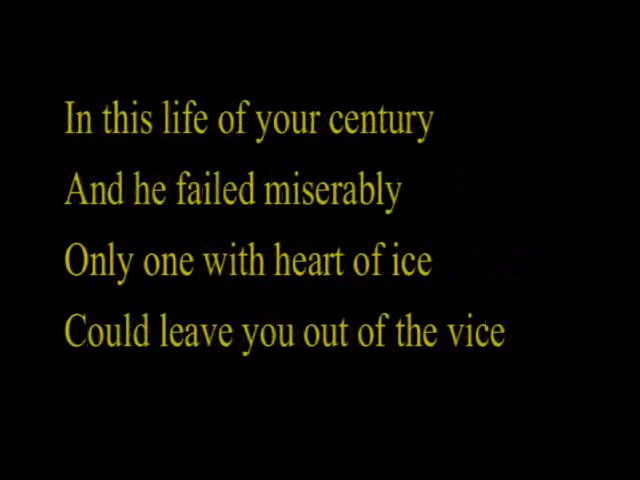 In this life of your century
And he failed miserably
Only one with heart of ice
Could leave you out of the vice